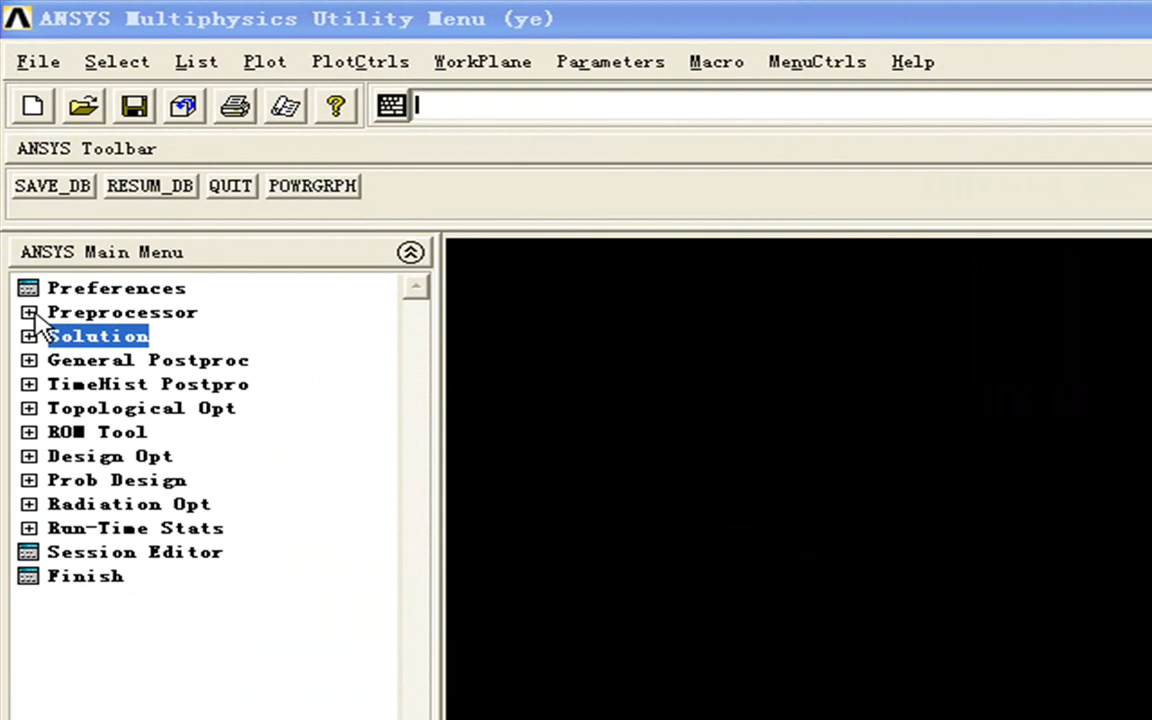 ANSYS Multiphysics Utility Menu (ye)
File Select List Plot PlotCtrls WorkPlane Parameters Macro MenuCtrls Help
ANSYS Toolbar
SAVE_DB RESUM_DB QUIT POWRGRPH
ANSYS Main Menu
Preferences
Preprocessor
Solution
General Postproc
TimeHist Postpro
Topological Opt
ROM Tool
Design Opt
Prob Design
Radiation Opt
Run-Time Stats
Session Editor
Finish